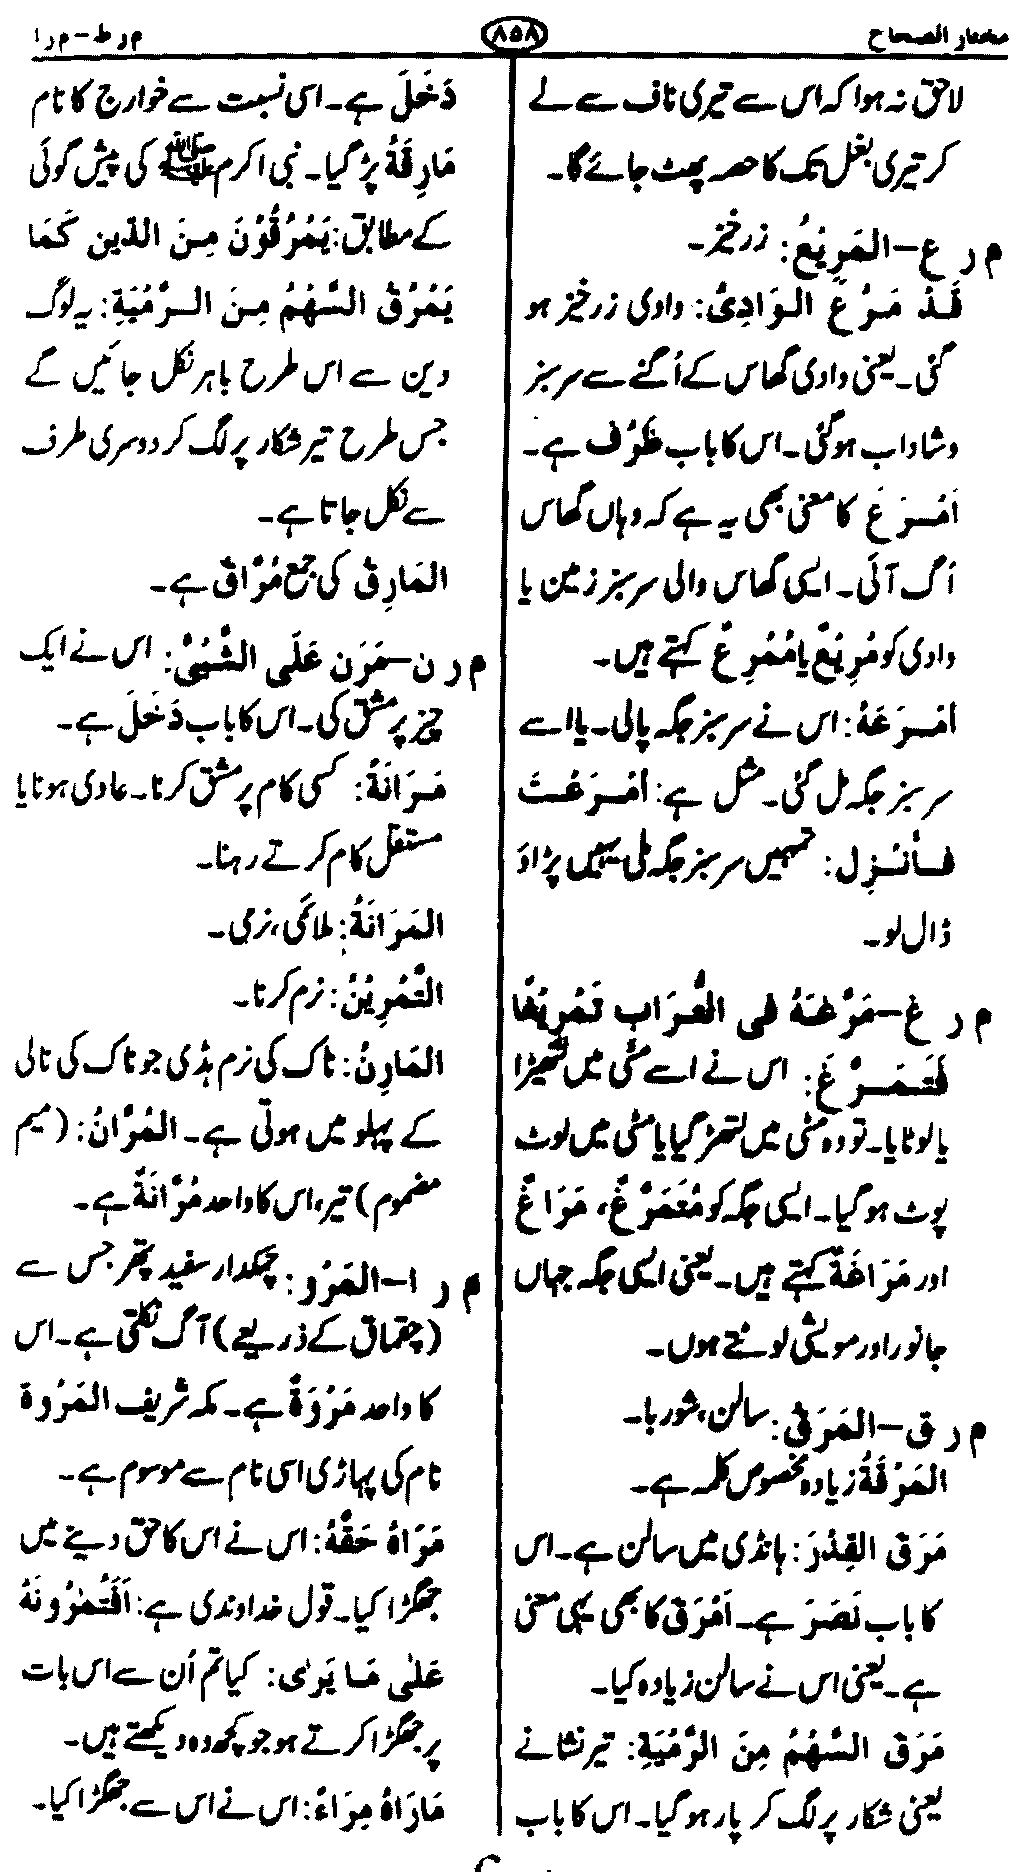 مختار الصحاح
۸۵۸
م ر ط – م ر ا
لاحق نہ ہوا کہ اس سے تیری ناف سے لے
کر تیری بغل تک کا حصہ پھٹ جائے گا۔
م ر ع – المَرِیْعُ: زرخیز۔
قَدْ مَرُعَ الوَادِیُ: وادی زرخیز ہو
گئی۔ یعنی وادی گھاس کے اُگنے سے سرسبز
و شاداب ہوگئی۔ اس کا باب ظَرُفَ ہے۔
اَمْرَعَ کا معنی بھی یہ ہے کہ وہاں گھاس
اُگ آئی۔ ایسی گھاس والی سرسبز زمین یا
وادی کو مُرِیْعٌ یا مُمْرِعٌ کہتے ہیں۔
اَمْرَعَهُ: اس نے سرسبز جگہ پالی۔ یا اسے
سرسبز جگہ مل گئی۔ مثل ہے: اَمْرَعْتَ
فَأنْزِل: تمہیں سرسبز جگہ ملی یہیں پڑاؤ
ڈال لو۔
م ر غ – مَرَّغَهُ فی التُّرَابِ تَمْرِیْغًا
فَتَمَرَّغَ: اس نے اسے مٹی میں لتھیڑا
یا لوٹایا۔ تو وہ مٹی میں لتھڑ گیا یا مٹی میں لوٹ
پوٹ ہو گیا۔ ایسی جگہ کو مُتَمَرَّغٌ، مَرَاغٌ
اور مَرَاغَةٌ کہتے ہیں۔ یعنی ایسی جگہ جہاں
جانور اور مویشی لوٹتے ہوں۔
م ر ق – المَرَقُ: سالن، شوربا۔
المَرْقَةُ زیادہ مخصوص کلمہ ہے۔
مَرَقَ القِدْرَ: ہانڈی میں سالن ہے۔ اس
کا باب نَصَرَ ہے۔ اَمْرَقَ کا بھی یہی معنی
ہے۔ یعنی اس نے سالن زیادہ کیا۔
مَرَقَ السَّهْمُ مِنَ الرَّمْیَةِ: تیر نشانے
یعنی شکار پر لگ کر پار ہو گیا۔ اس کا باب
دَخَلَ ہے۔ اسی نسبت سے خوارج کا نام
مَارِقَةُ پڑ گیا۔ نبی اکرم ﷺ کی پیش گوئی
کے مطابق: یَمْرُقُوْنَ مِنَ الدِّین کَمَا
یَمْرُقُ السَّهْمُ مِنَ الرَّمْیَةِ: یہ لوگ
دین سے اس طرح باہر نکل جائیں گے
جس طرح تیر شکار پر لگ کر دوسری طرف
سے نکل جاتا ہے۔
المَارِقُ کی جمع مُرَّاقٌ ہے۔
م ر ن – مَرَن عَلَی الشَّیْئِ: اس نے ایک
چیز پر مشق کی۔ اس کا باب دَخَلَ ہے۔
مَرَانَةٌ: کسی کام پر مشق کرنا۔ عادی ہونا یا
مستقل کام کرتے رہنا۔
المَرَانَةُ: ملائمی، نرمی۔
التَّمْرِیْنُ: نرم کرنا۔
المَارِنُ: ناک کی نرم ہڈی جو ناک کی نالی
کے پہلو میں ہوتی ہے۔ المُرَّانُ: (میم
مضموم) تیر، اس کا واحد مُرَّانَةٌ ہے۔
م ر ا – المَرْو: چمکدار سفید پتھر جس سے
(چقماق کے ذریعے) آگ نکلتی ہے۔ اس
کا واحد مَرْوَةٌ ہے۔ مکہ شریف المَرْوة
نام کی پہاڑی اسی نام سے موسوم ہے۔
مَرَاهُ حَقَّهُ: اس نے اس کا حق دینے میں
جھگڑا کیا۔ قول خداوندی ہے: اَفَتُمٰرُونَهُ
عَلٰی مَا یَرٰی: کیا تم اُن سے اس بات
پر جھگڑا کرتے ہو جو کچھ وہ دیکھتے ہیں۔
مَارَاهُ مِرَاءً: اس نے اس سے جھگڑا کیا۔